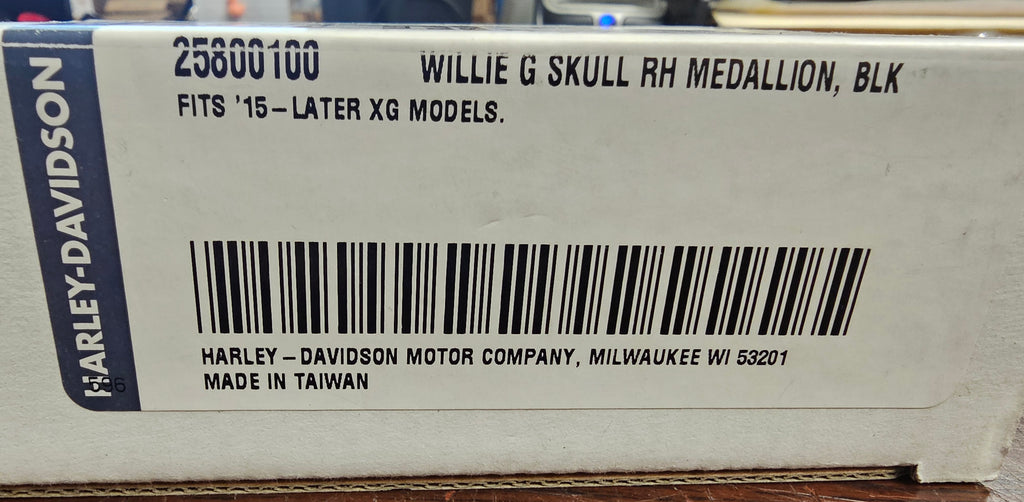 HARLEY-DAVIDSON
25800100 WILLIE G SKULL RH MEDALLION, BLK
FITS '15-LATER XG MODELS.
HARLEY-DAVIDSON MOTOR COMPANY, MILWAUKEE WI 53201
MADE IN TAIWAN
596